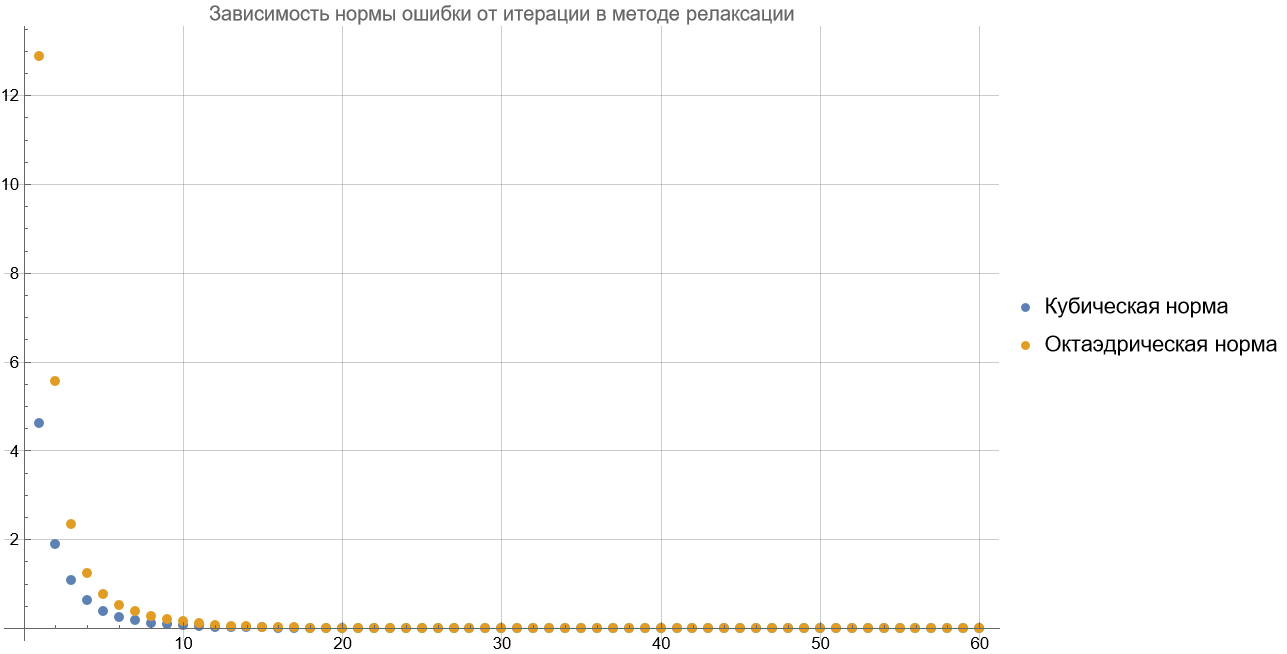 Зависимость нормы ошибки от итерации в методе релаксации
12
10
8
6
4
2
10 20 30 40 50 60
Кубическая норма
Октаэдрическая норма